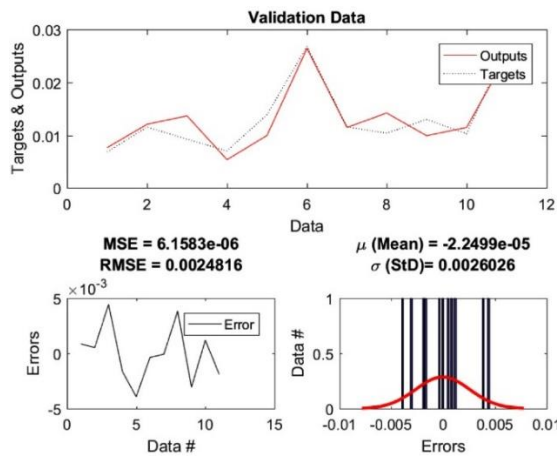 Validation Data
0.03
0.02
0.01
0
Targets & Outputs
Outputs
Targets
0 2 4 6 8 10 12
Data
MSE = 6.1583e-06
RMSE = 0.0024816
μ (Mean) = -2.2499e-05
σ (StD)= 0.0026026
5 ×10⁻³
0
-5
Errors
Error
0 5 10 15
Data #
1
0.5
0
Data #
-0.01 -0.005 0 0.005 0.01
Errors